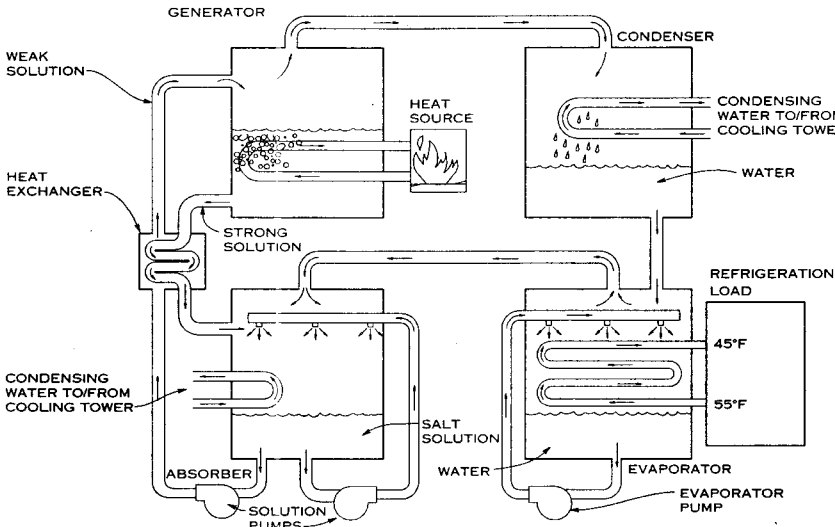 GENERATOR
CONDENSER
WEAK
SOLUTION
HEAT
SOURCE
CONDENSING
WATER TO/FROM
COOLING TOWE
HEAT
EXCHANGER
WATER
STRONG
SOLUTION
REFRIGERATION
LOAD
45°F
55°F
CONDENSING
WATER TO/FROM
COOLING TOWER
SALT
SOLUTION
ABSORBER
SOLUTION
PUMPS
WATER
EVAPORATOR
EVAPORATOR
PUMP